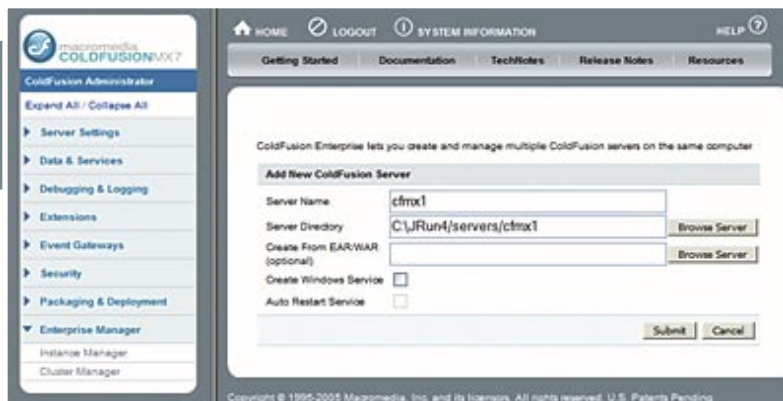 HOME LOGOUT SYSTEM INFORMATION HELP
macromedia
COLDFUSION MX7
Getting Started Documentation TechNotes Release Notes Resources
ColdFusion Administrator
Expand All / Collapse All
Server Settings
Data & Services
Debugging & Logging
Extensions
Event Gateways
Security
Packaging & Deployment
Enterprise Manager
Instance Manager
Cluster Manager
ColdFusion Enterprise lets you create and manage multiple ColdFusion servers on the same computer
Add New ColdFusion Server
Server Name cfmx1
Server Directory C:\JRun4/servers/cfmx1 Browse Server
Create From EAR/WAR (optional) Browse Server
Create Windows Service
Auto Restart Service
Submit Cancel
Copyright © 1995-2005 Macromedia, Inc. and its licensors. All rights reserved. U.S. Patents Pending